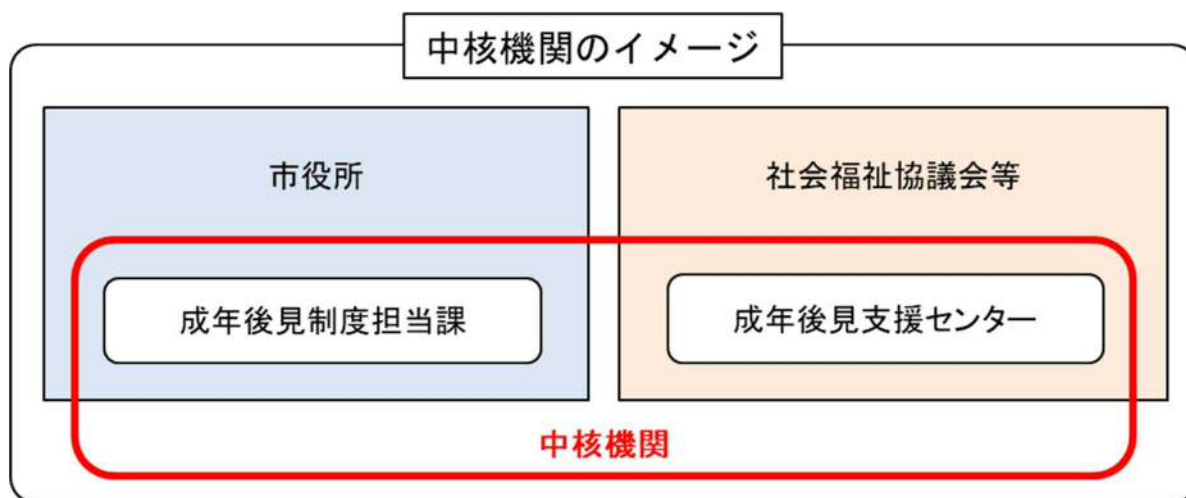 中核機関のイメージ
市役所
社会福祉協議会等
成年後見制度担当課
成年後見支援センター
中核機関